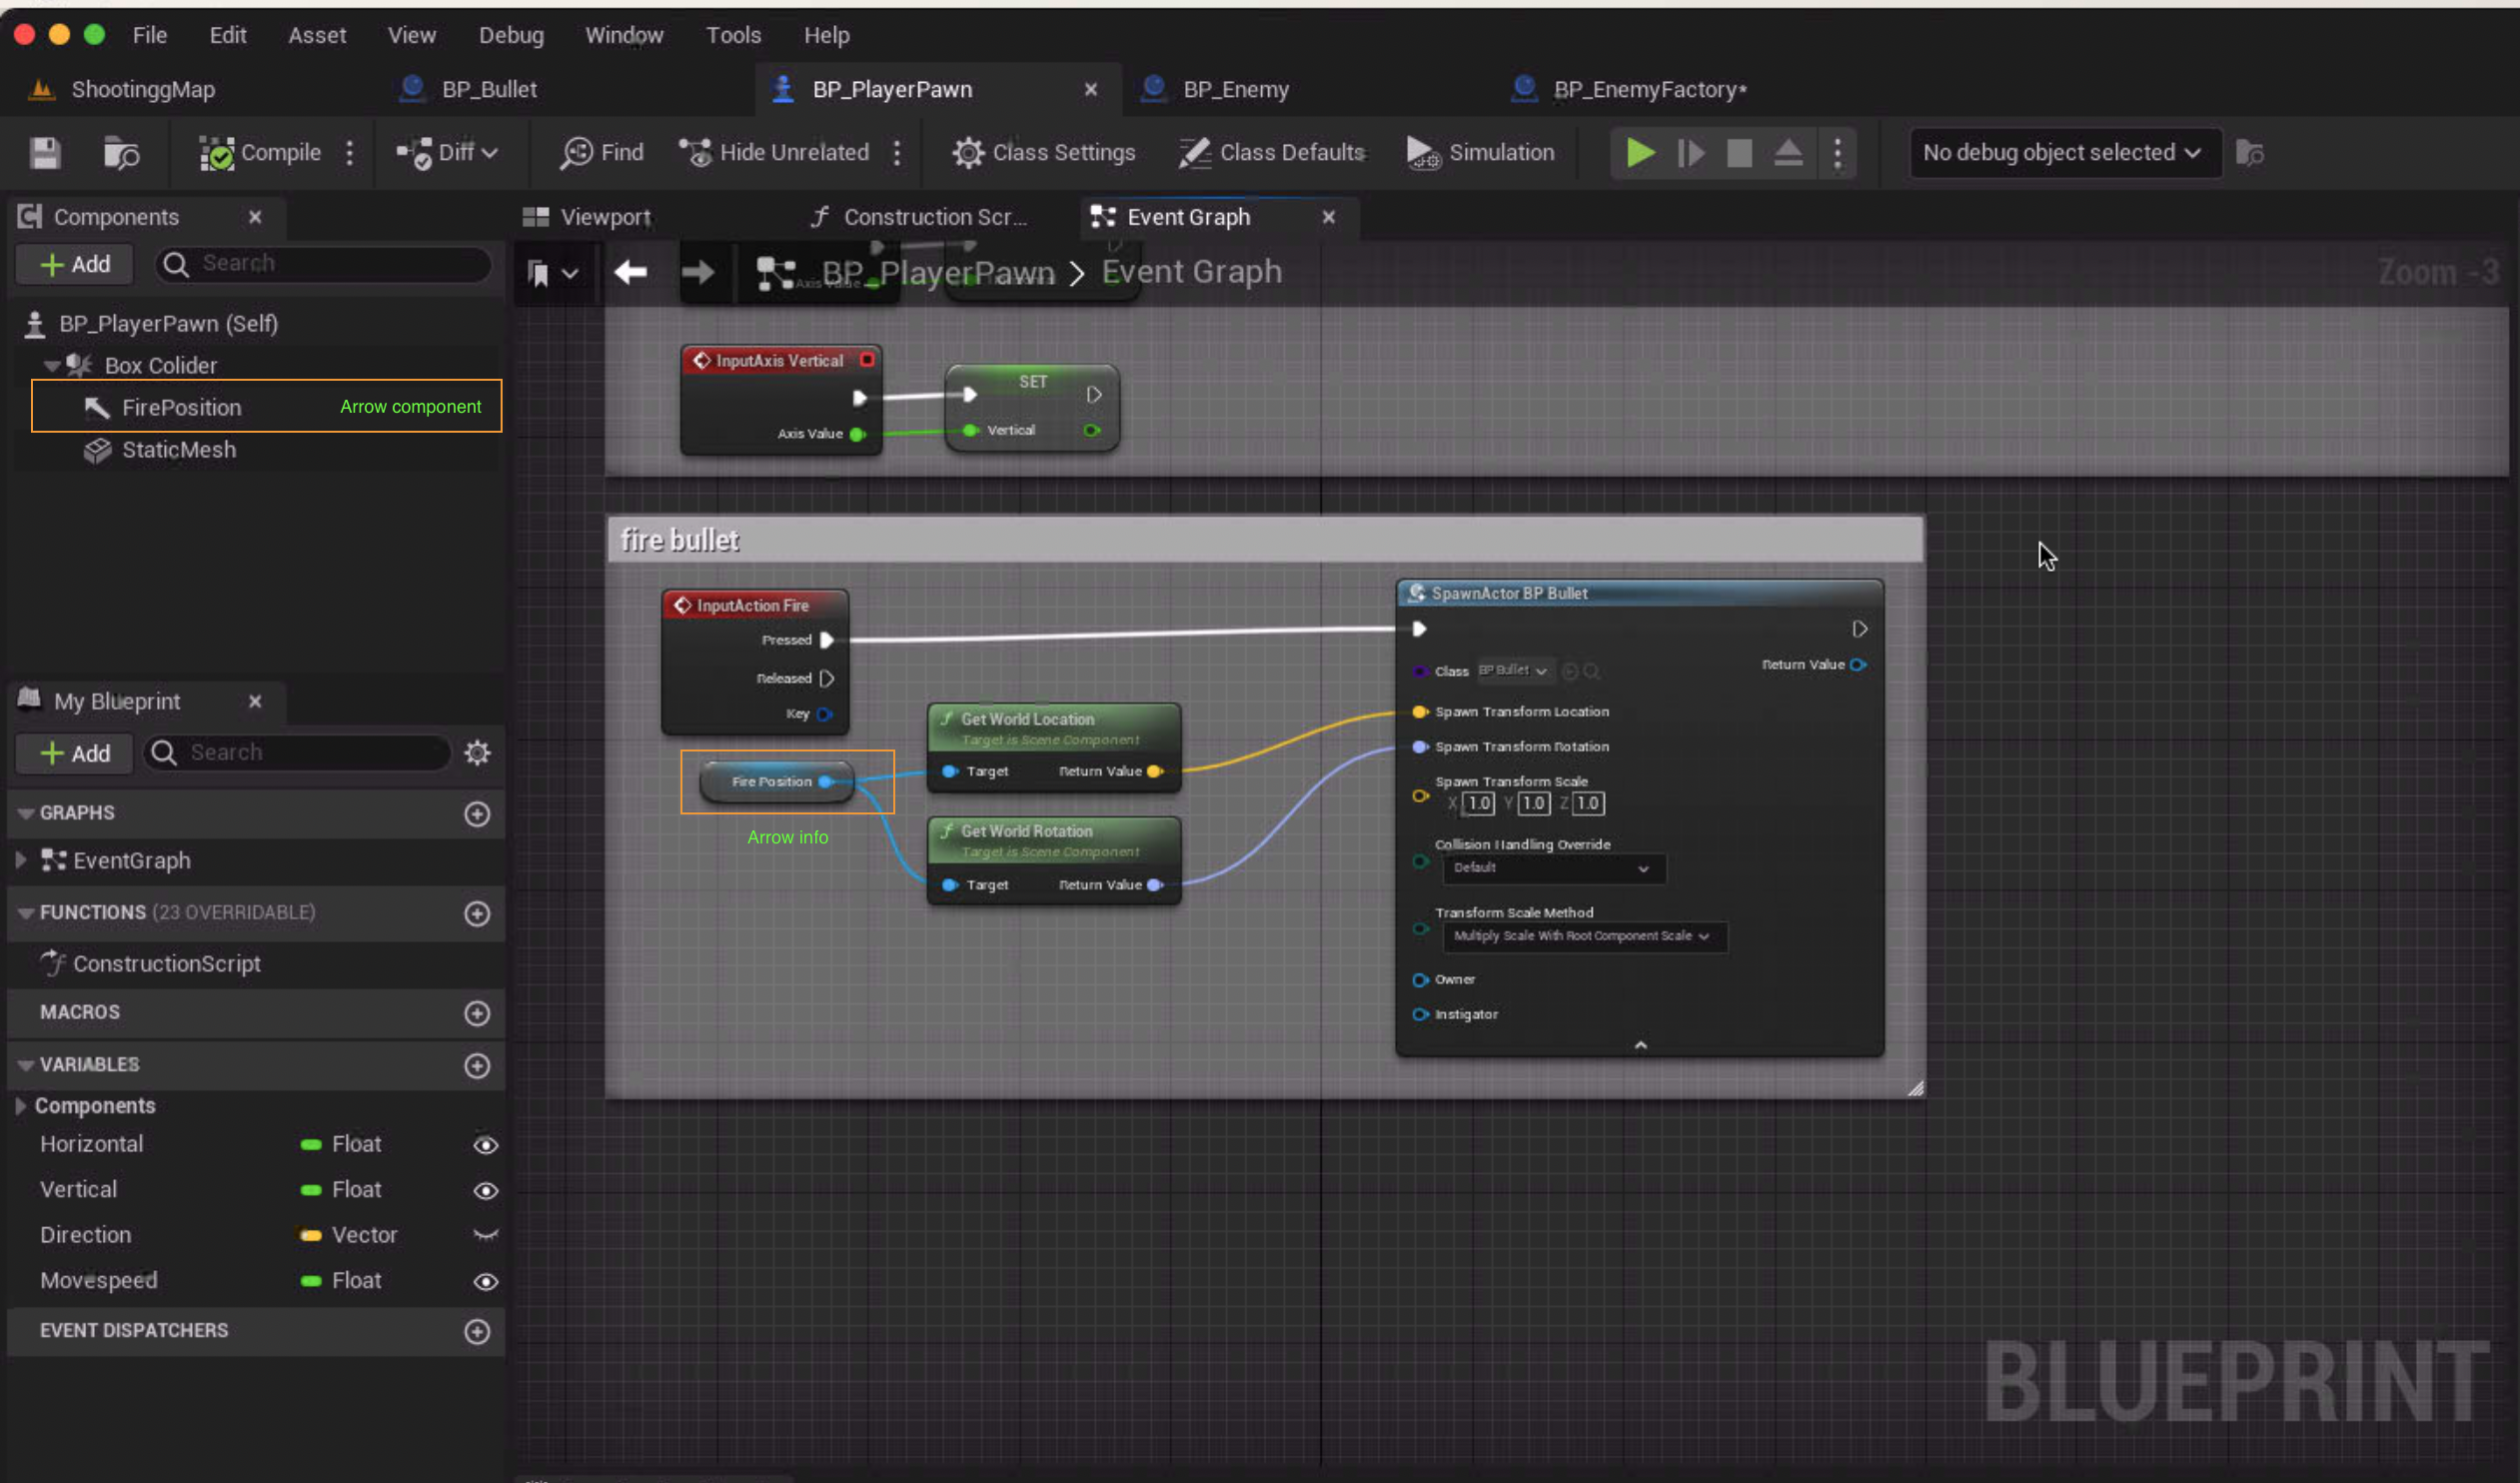 File Edit Asset View Debug Window Tools Help
ShootinggMap BP_Bullet BP_PlayerPawn BP_Enemy BP_EnemyFactory*
Compile Diff Find Hide Unrelated Class Settings Class Defaults Simulation No debug object selected
Components Viewport Construction Scr... Event Graph
Add Search
BP_PlayerPawn > Event Graph Zoom -3
Axis Value Horizontal
BP_PlayerPawn (Self)
Box Colider
FirePosition Arrow component
StaticMesh
InputAxis Vertical
Axis Value
SET
Vertical
fire bullet
InputAction Fire
Pressed
Released
Key
Fire Position
Arrow info
Get World Location
Target is Scene Component
Target Return Value
Get World Rotation
Target is Scene Component
Target Return Value
SpawnActor BP Bullet
Class BP Bullet Return Value
Spawn Transform Location
Spawn Transform Rotation
Spawn Transform Scale
X 1.0 Y 1.0 Z 1.0
Collision Handling Override
Default
Transform Scale Method
Multiply Scale With Root Component Scale
Owner
Instigator
My Blueprint
Add Search
GRAPHS
EventGraph
FUNCTIONS (23 OVERRIDABLE)
ConstructionScript
MACROS
VARIABLES
Components
Horizontal Float
Vertical Float
Direction Vector
Movespeed Float
EVENT DISPATCHERS
BLUEPRINT